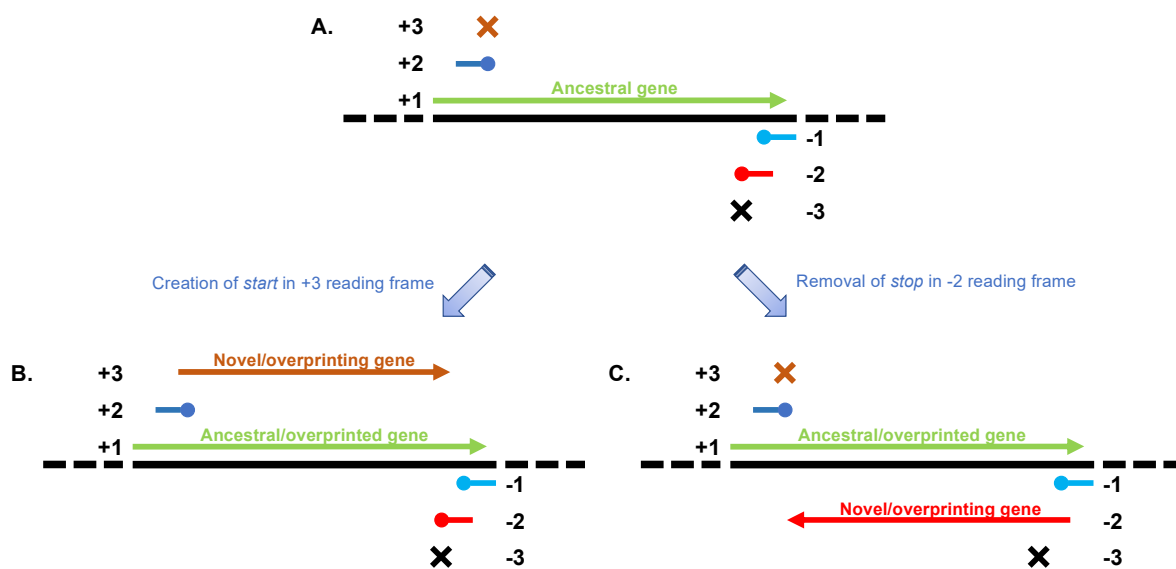 A.
+3
+2
+1
Ancestral gene
-1
-2
-3
Creation of start in +3 reading frame
Removal of stop in -2 reading frame
B.
+3
Novel/overprinting gene
+2
+1
Ancestral/overprinted gene
-1
-2
-3
C.
+3
+2
+1
Ancestral/overprinted gene
-1
Novel/overprinting gene
-2
-3